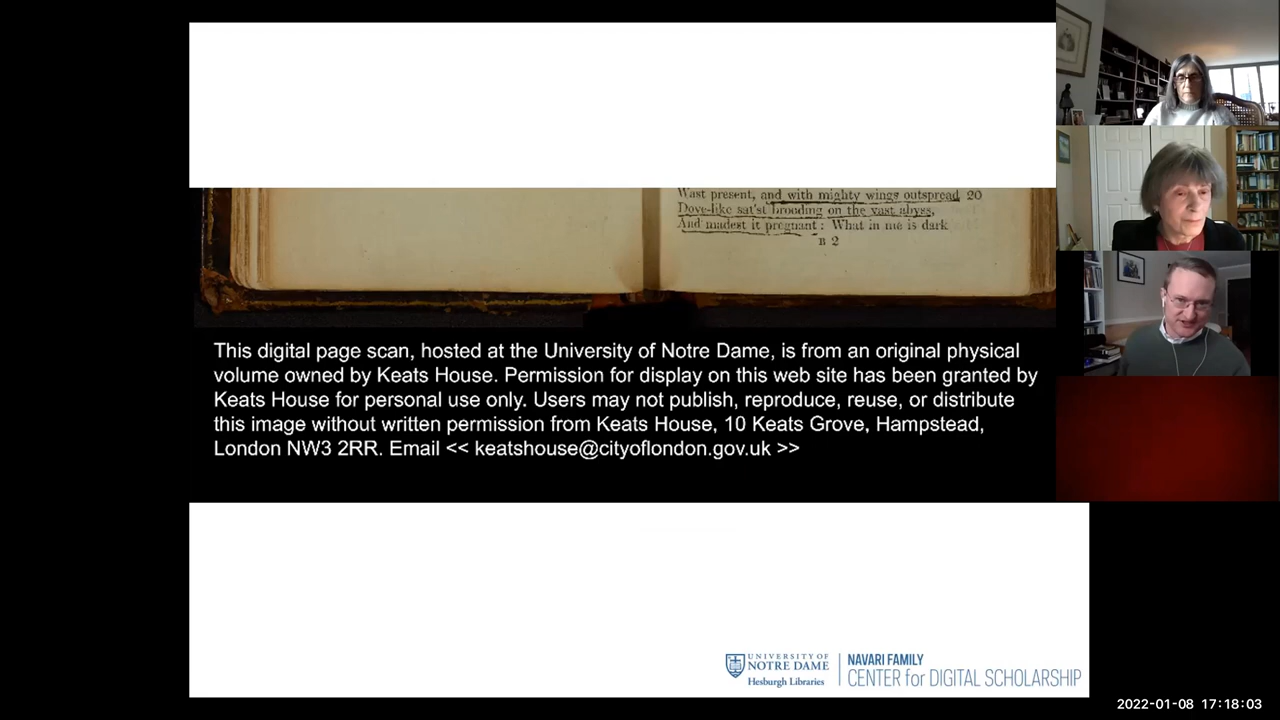 Wast present, and with mighty wings outspread 20
Dove-like sat'st brooding on the vast abyss,
And madest it pregnant: What in me is dark
B 2
This digital page scan, hosted at the University of Notre Dame, is from an original physical
volume owned by Keats House. Permission for display on this web site has been granted by
Keats House for personal use only. Users may not publish, reproduce, reuse, or distribute
this image without written permission from Keats House, 10 Keats Grove, Hampstead,
London NW3 2RR. Email << keatshouse@cityoflondon.gov.uk >>
UNIVERSITY OF
NOTRE DAME
Hesburgh Libraries
NAVARI FAMILY
CENTER for DIGITAL SCHOLARSHIP
2022-01-08 17:18:03